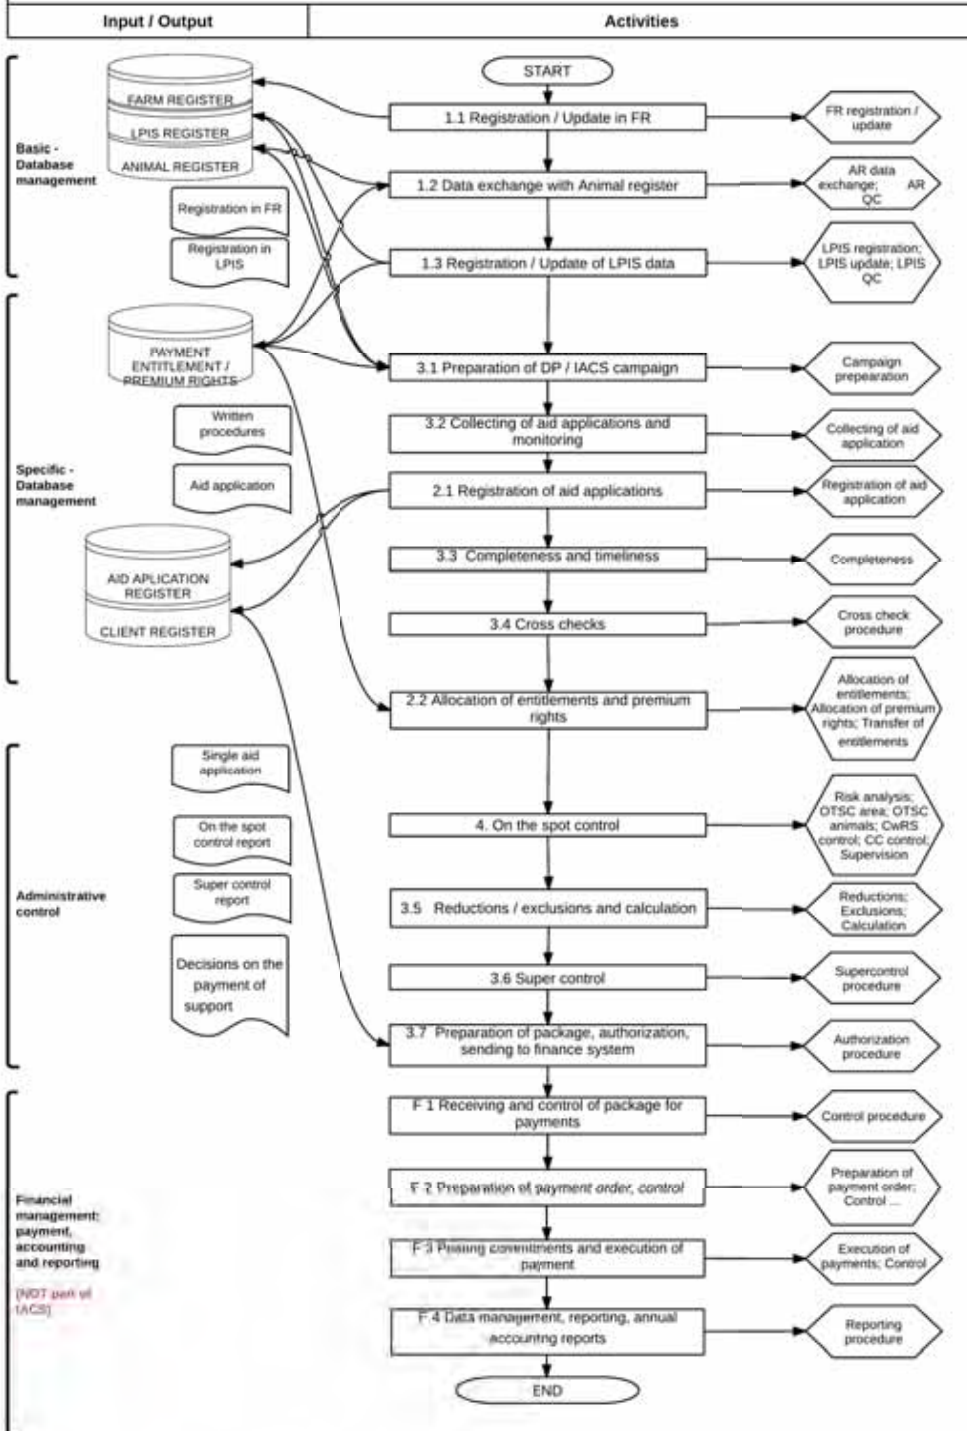 Input / Output
Activities
START
FARM REGISTER
LPIS REGISTER
ANIMAL REGISTER
Basic -
Database
management
Registration in FR
Registration in
LPIS
1.1 Registration / Update in FR
FR registration /
update
1.2 Data exchange with Animal register
AR data
exchange; AR
QC
1.3 Registration / Update of LPIS data
LPIS registration;
LPIS update; LPIS
QC
PAYMENT
ENTITLEMENT /
PREMIUM RIGHTS
3.1 Preparation of DP / IACS campaign
Campaign
prepearation
Written
procedures
3.2 Collecting of aid applications and
monitoring
Collecting of aid
application
Specific -
Database
management
Aid application
2.1 Registration of aid applications
Registration of aid
application
AID APLICATION
REGISTER
CLIENT REGISTER
3.3 Completeness and timeliness
Completeness
3.4 Cross checks
Cross check
procedure
2.2 Allocation of entitlements and premium
rights
Allocation of
entitlements;
Allocation of premium
rights; Transfer of
entitlements
Single aid
application
On the spot
control report
Super control
report
Decisions on the
payment of
support
Administrative
control
4. On the spot control
Risk analysis;
OTSC area; OTSC
animals; CwRS
control; CC control;
Supervision
3.5 Reductions / exclusions and calculation
Reductions;
Exclusions;
Calculation
3.6 Super control
Supercontrol
procedure
3.7 Preparation of package, authorization,
sending to finance system
Authorization
procedure
F 1 Receiving and control of package for
payments
Control procedure
Financial
management:
payment,
accounting
and reporting
(NOT part of
IACS)
F 2 Preparation of payment order, control
Preparation of
payment order;
Control ...
F 3 Posting commitments and execution of
payment
Execution of
payments; Control
F 4 Data management, reporting, annual
accounting reports
Reporting
procedure
END